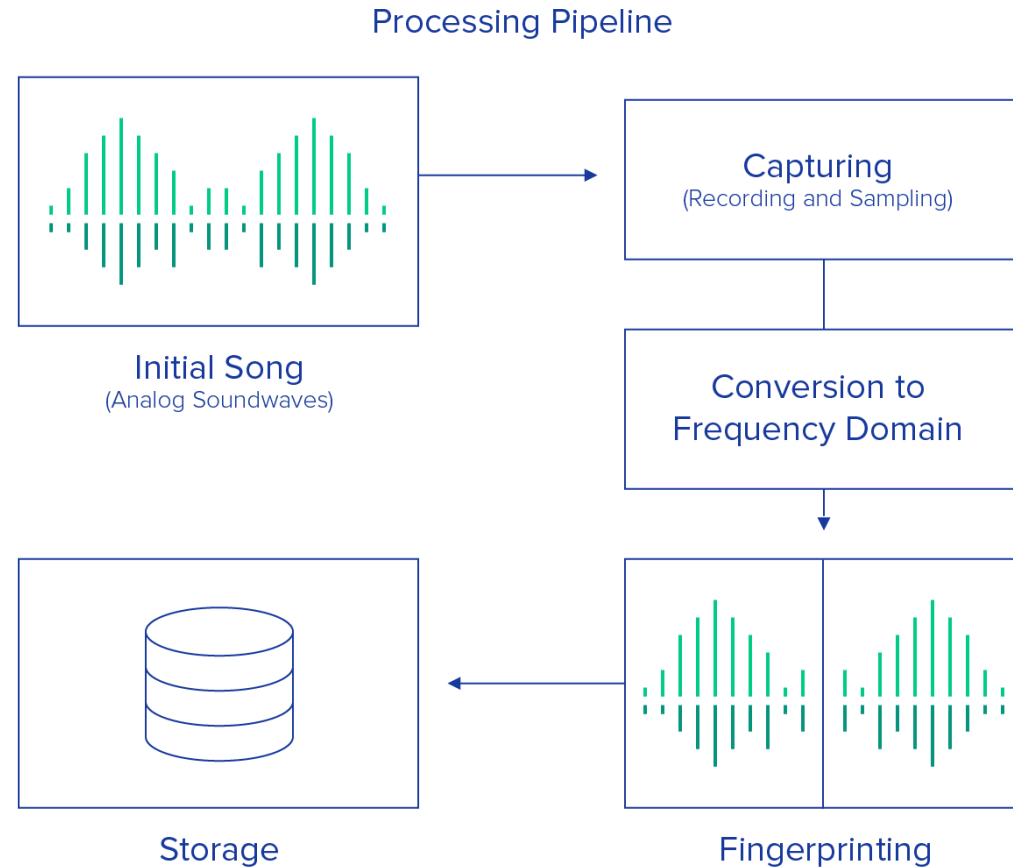 Processing Pipeline
Initial Song
(Analog Soundwaves)
Capturing
(Recording and Sampling)
Conversion to
Frequency Domain
Fingerprinting
Storage